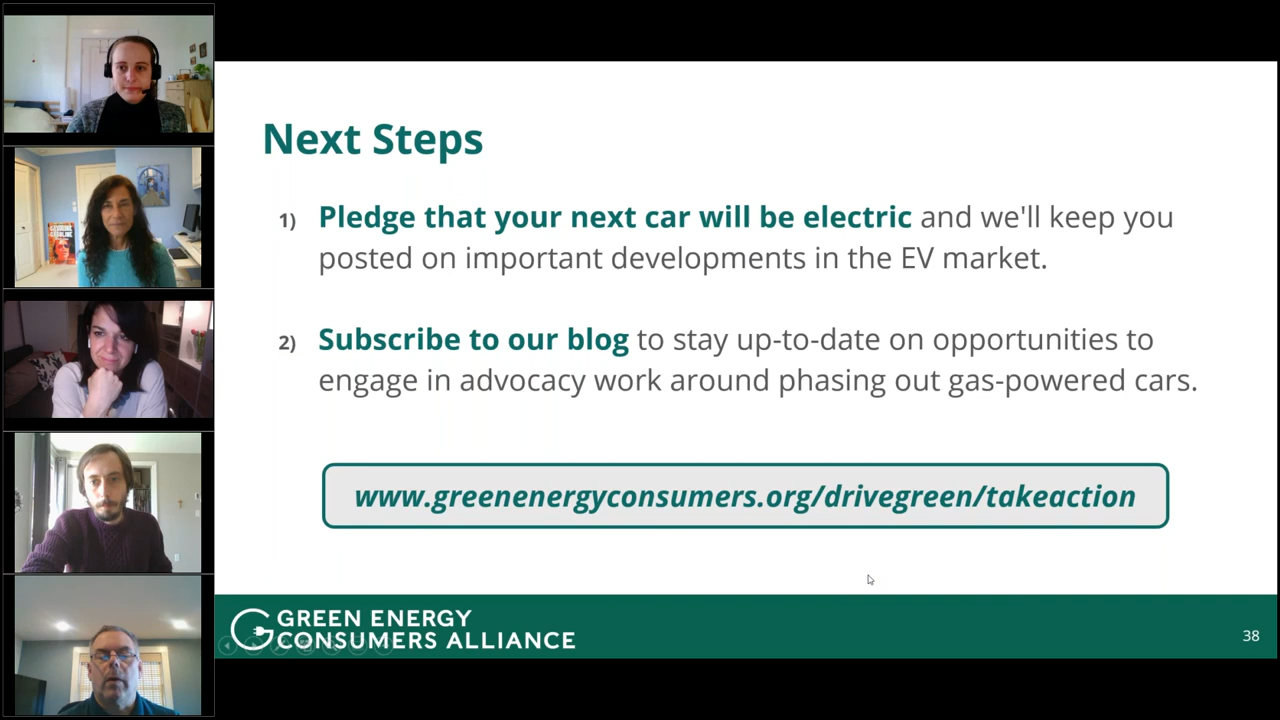 Next Steps
1) Pledge that your next car will be electric and we'll keep you
posted on important developments in the EV market.
2) Subscribe to our blog to stay up-to-date on opportunities to
engage in advocacy work around phasing out gas-powered cars.
www.greenenergyconsumers.org/drivegreen/takeaction
GREEN ENERGY
CONSUMERS ALLIANCE
38